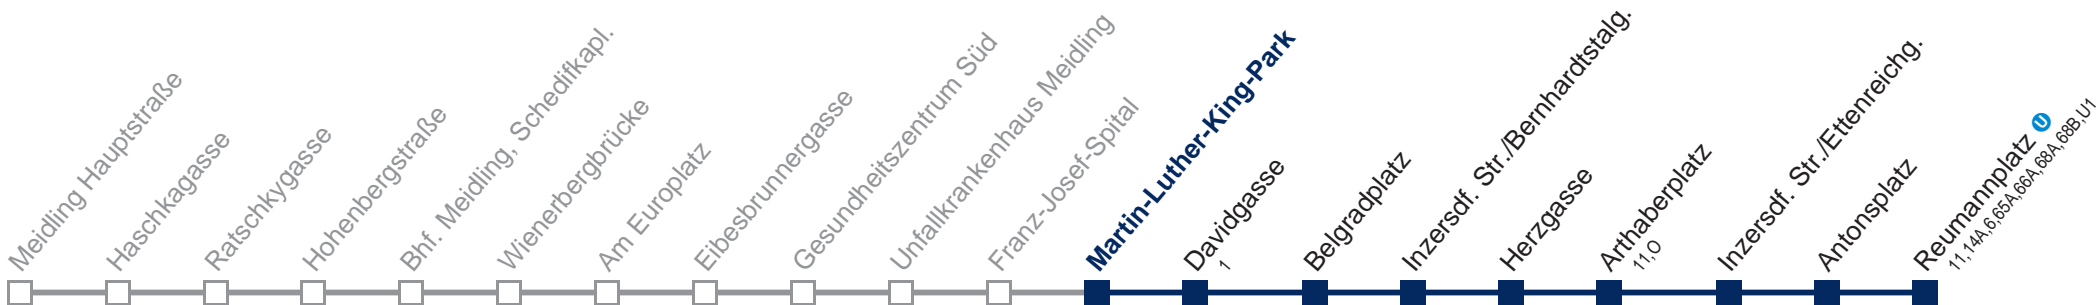 Meidling Hauptstraße
Haschkagasse
Ratschkygasse
Hohenbergstraße
Bhf. Meidling, Schedifkapl.
Wienerbergbrücke
Am Europlatz
Eibesbrunnergasse
Gesundheitszentrum Süd
Unfallkrankenhaus Meidling
Franz-Josef-Spital
Martin-Luther-King-Park
Davidgasse
1
Belgradplatz
Inzersdf. Str./Bernhardtstalg.
Herzgasse
Arthaberplatz
11,O
Inzersdf. Str./Ettenreichg.
Antonsplatz
Reumannplatz U
11,14A,6,65A,66A,68A,68B,U1